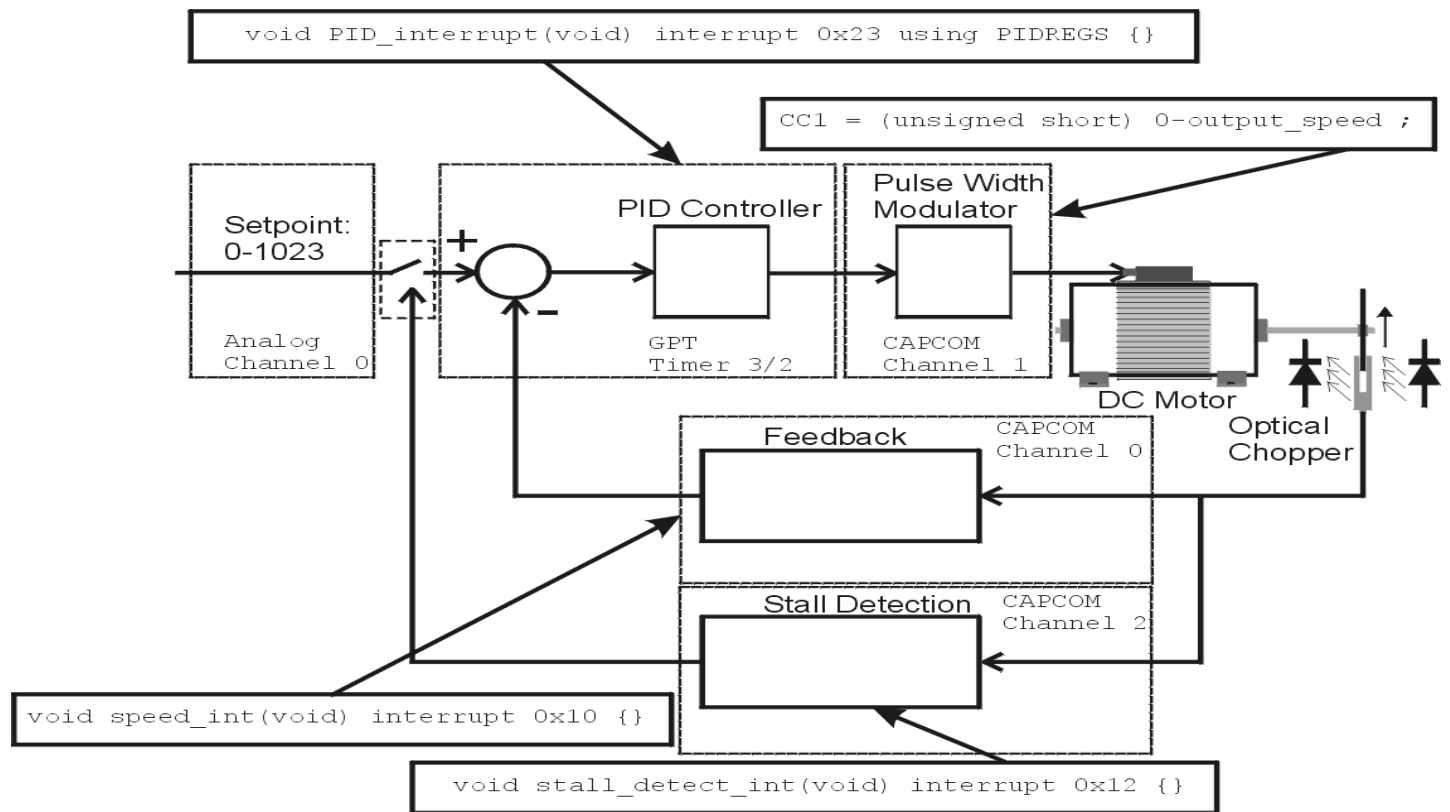 void PID_interrupt(void) interrupt 0x23 using PIDREGS {}
CC1 = (unsigned short) 0-output_speed ;
Setpoint:
0-1023
+
-
PID Controller
Pulse Width
Modulator
Analog
Channel 0
GPT
Timer 3/2
CAPCOM
Channel 1
DC Motor
Optical
Chopper
Feedback
CAPCOM
Channel 0
Stall Detection
CAPCOM
Channel 2
void speed_int(void) interrupt 0x10 {}
void stall_detect_int(void) interrupt 0x12 {}